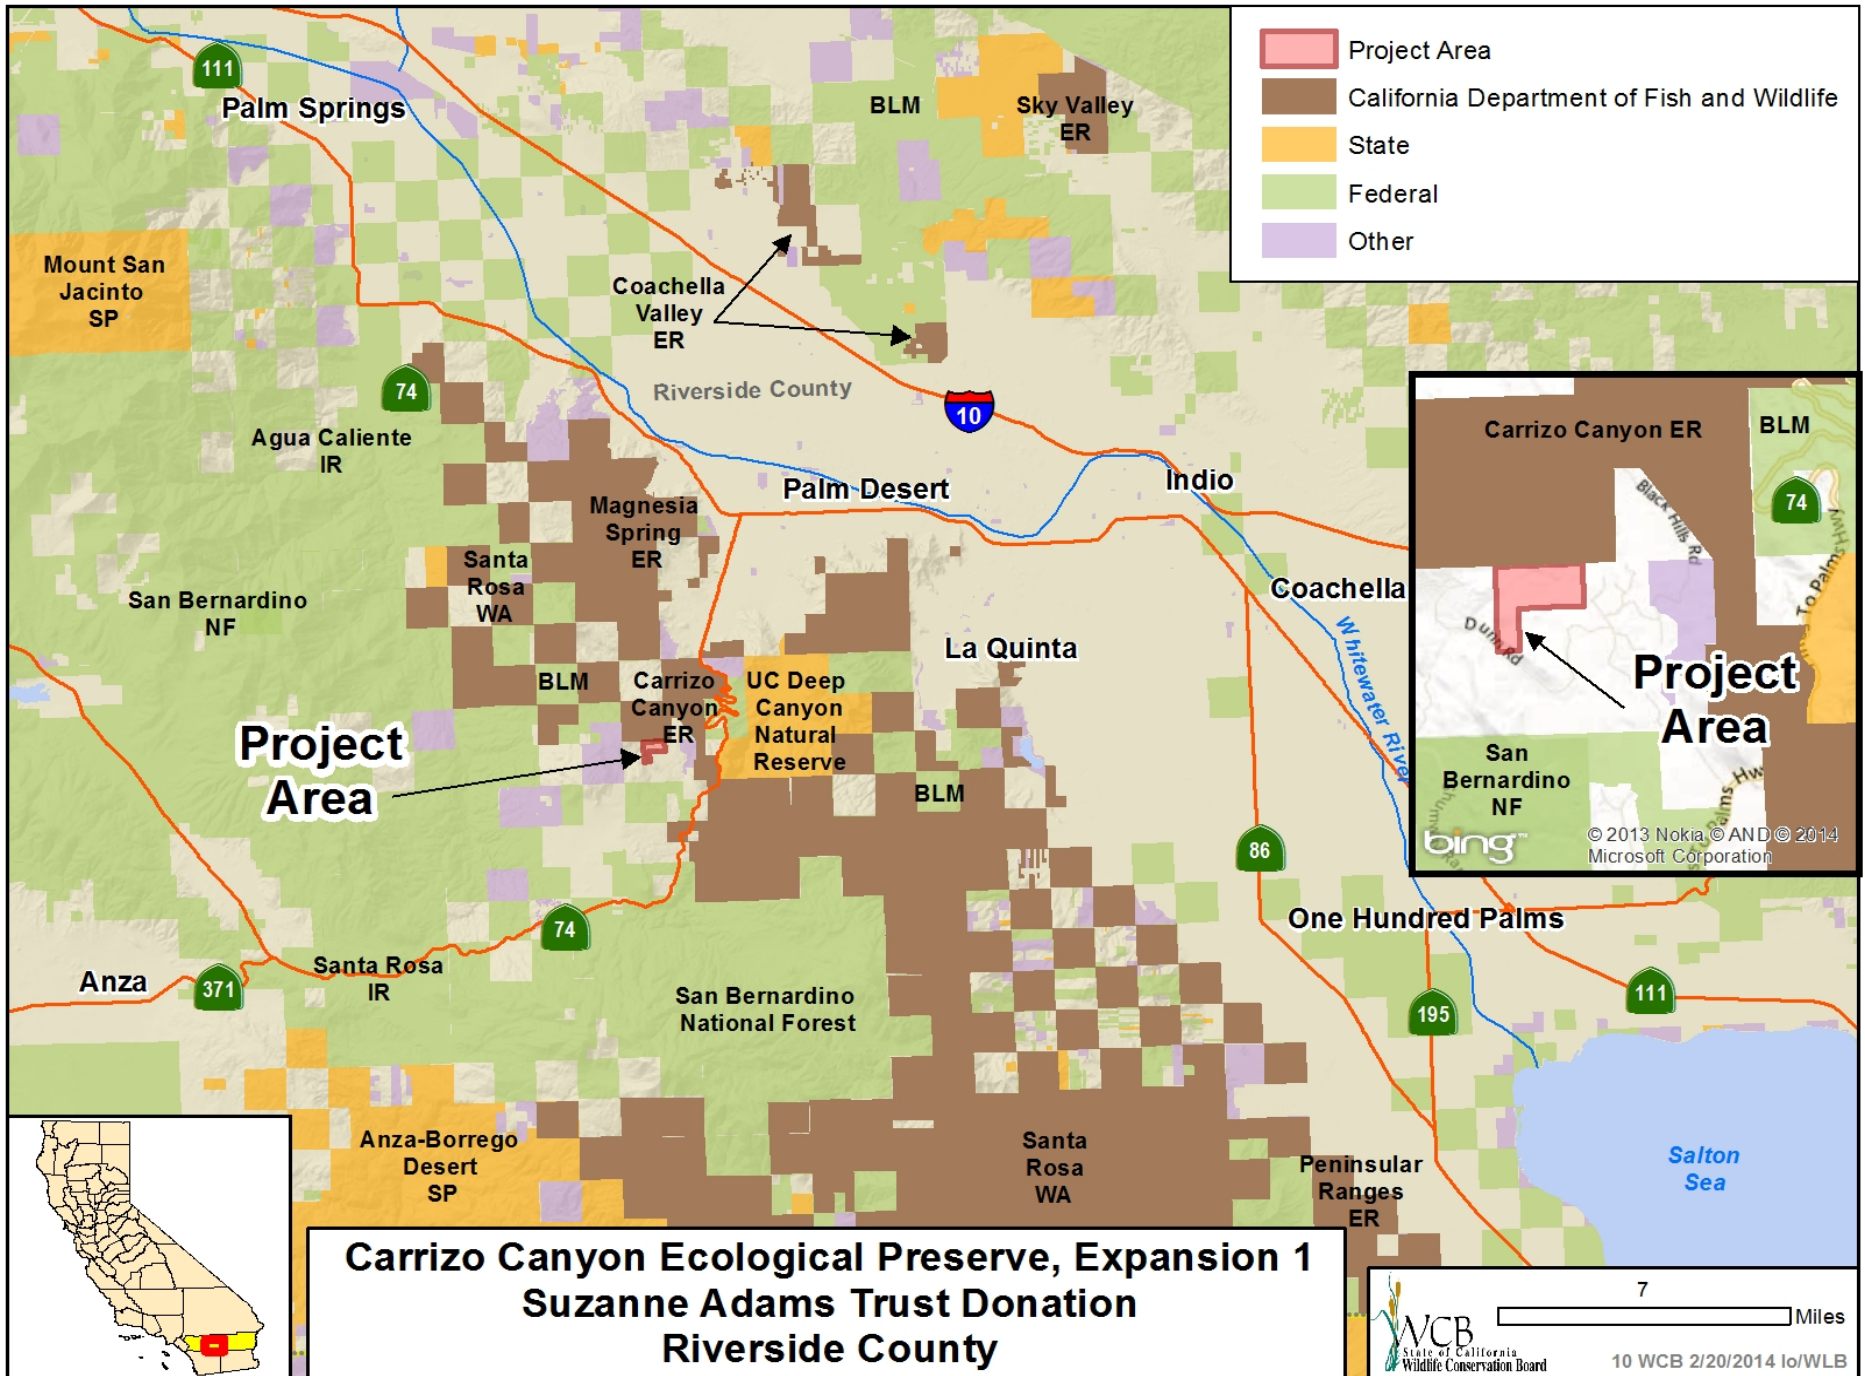 111
Palm Springs
BLM
Sky Valley
ER
Project Area
California Department of Fish and Wildlife
State
Federal
Other
Mount San
Jacinto
SP
Coachella
Valley
ER
Riverside County
74
10
Agua Caliente
IR
Palm Desert
Indio
Magnesia
Spring
ER
Santa
Rosa
WA
San Bernardino
NF
Coachella
Whitewater River
La Quinta
BLM
Carrizo
Canyon
ER
UC Deep
Canyon
Natural
Reserve
Project
Area
BLM
Carrizo Canyon ER
BLM
74
Black Hills Rd
Dunn Rd
To Palms
Hwy
Project
Area
San
Bernardino
NF
Palms Hw
bing™
© 2013 Nokia © AND © 2014
Microsoft Corporation
86
One Hundred Palms
74
Anza
371
Santa Rosa
IR
San Bernardino
National Forest
195
111
Anza-Borrego
Desert
SP
Santa
Rosa
WA
Peninsular
Ranges
ER
Salton
Sea
Carrizo Canyon Ecological Preserve, Expansion 1
Suzanne Adams Trust Donation
Riverside County
7
Miles
WCB
State of California
Wildlife Conservation Board
10 WCB 2/20/2014 lo/WLB